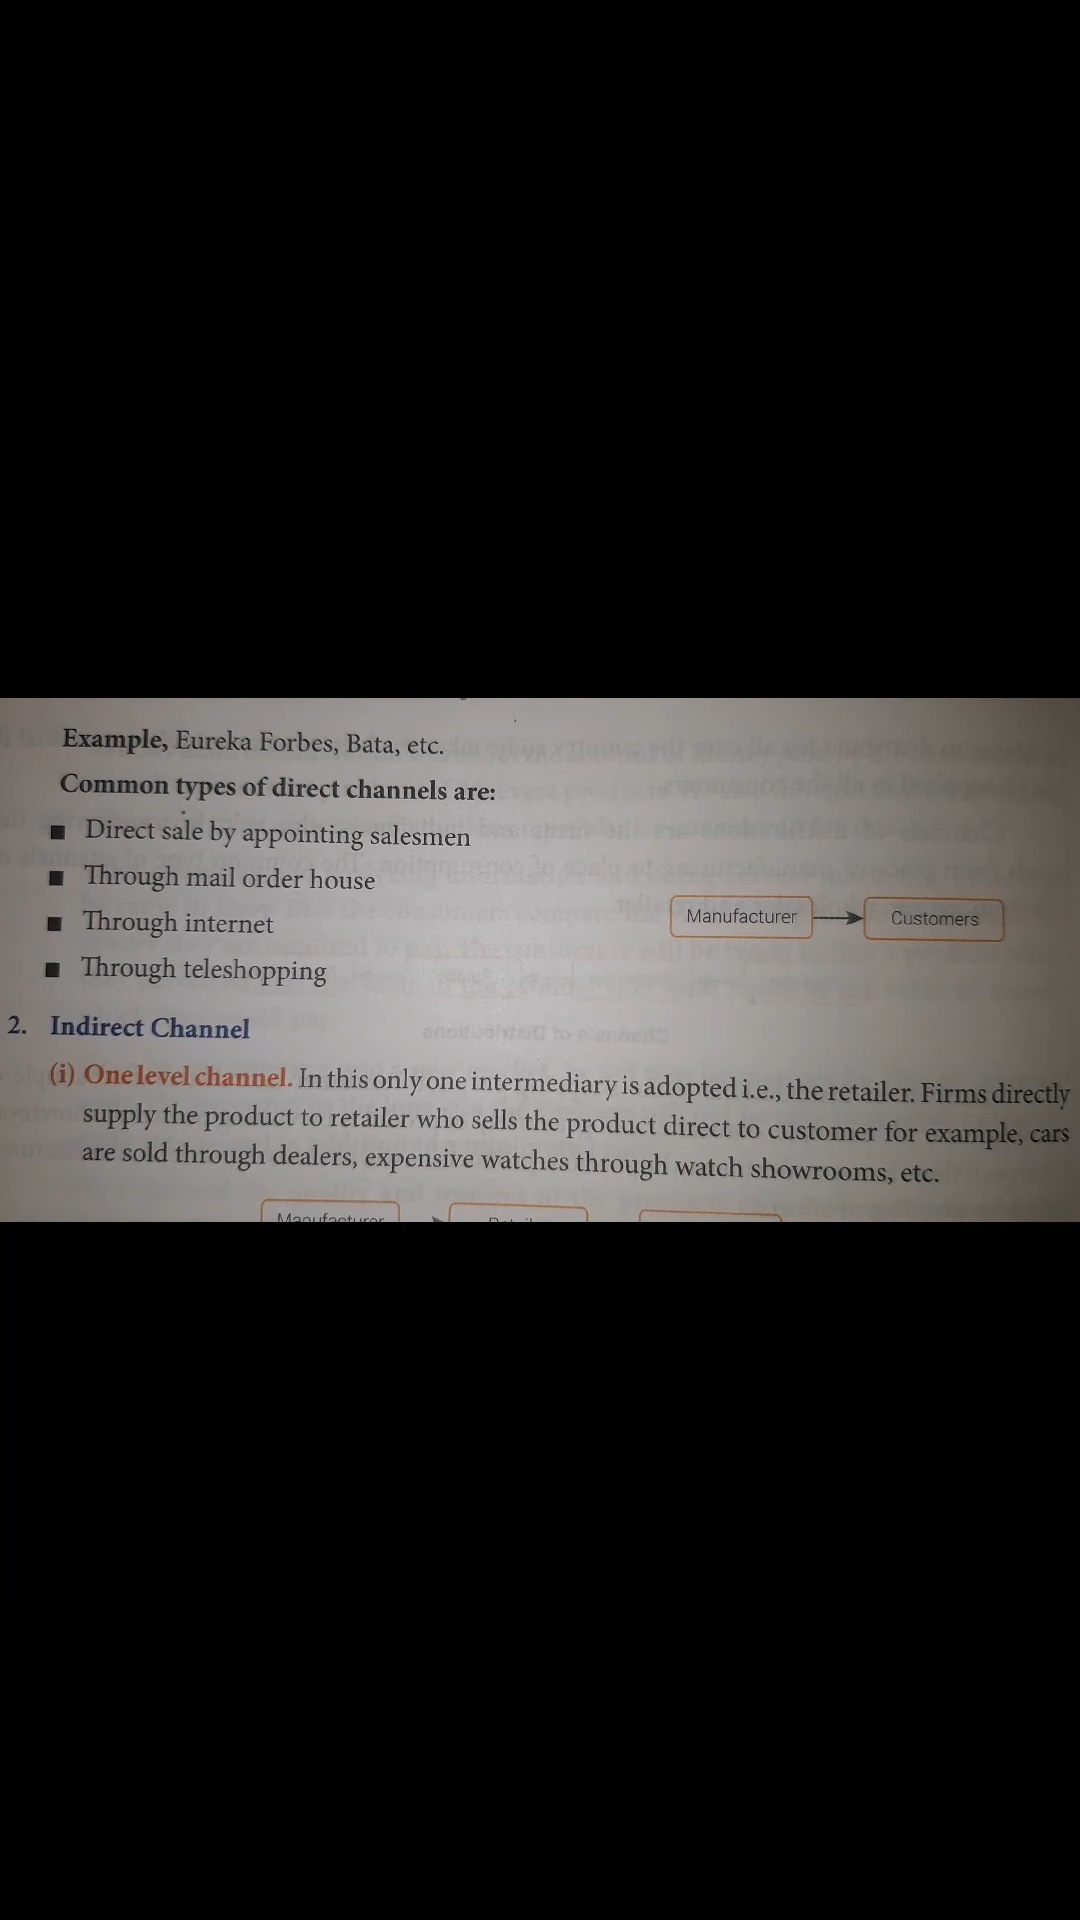 Example, Eureka Forbes, Bata, etc.
Common types of direct channels are:
■ Direct sale by appointing salesmen
■ Through mail order house
■ Through internet
■ Through teleshopping
Manufacturer
Customers
2. Indirect Channel
(i) One level channel. In this only one intermediary is adopted i.e., the retailer. Firms directly
supply the product to retailer who sells the product direct to customer for example, cars
are sold through dealers, expensive watches through watch showrooms, etc.
Manufacturer